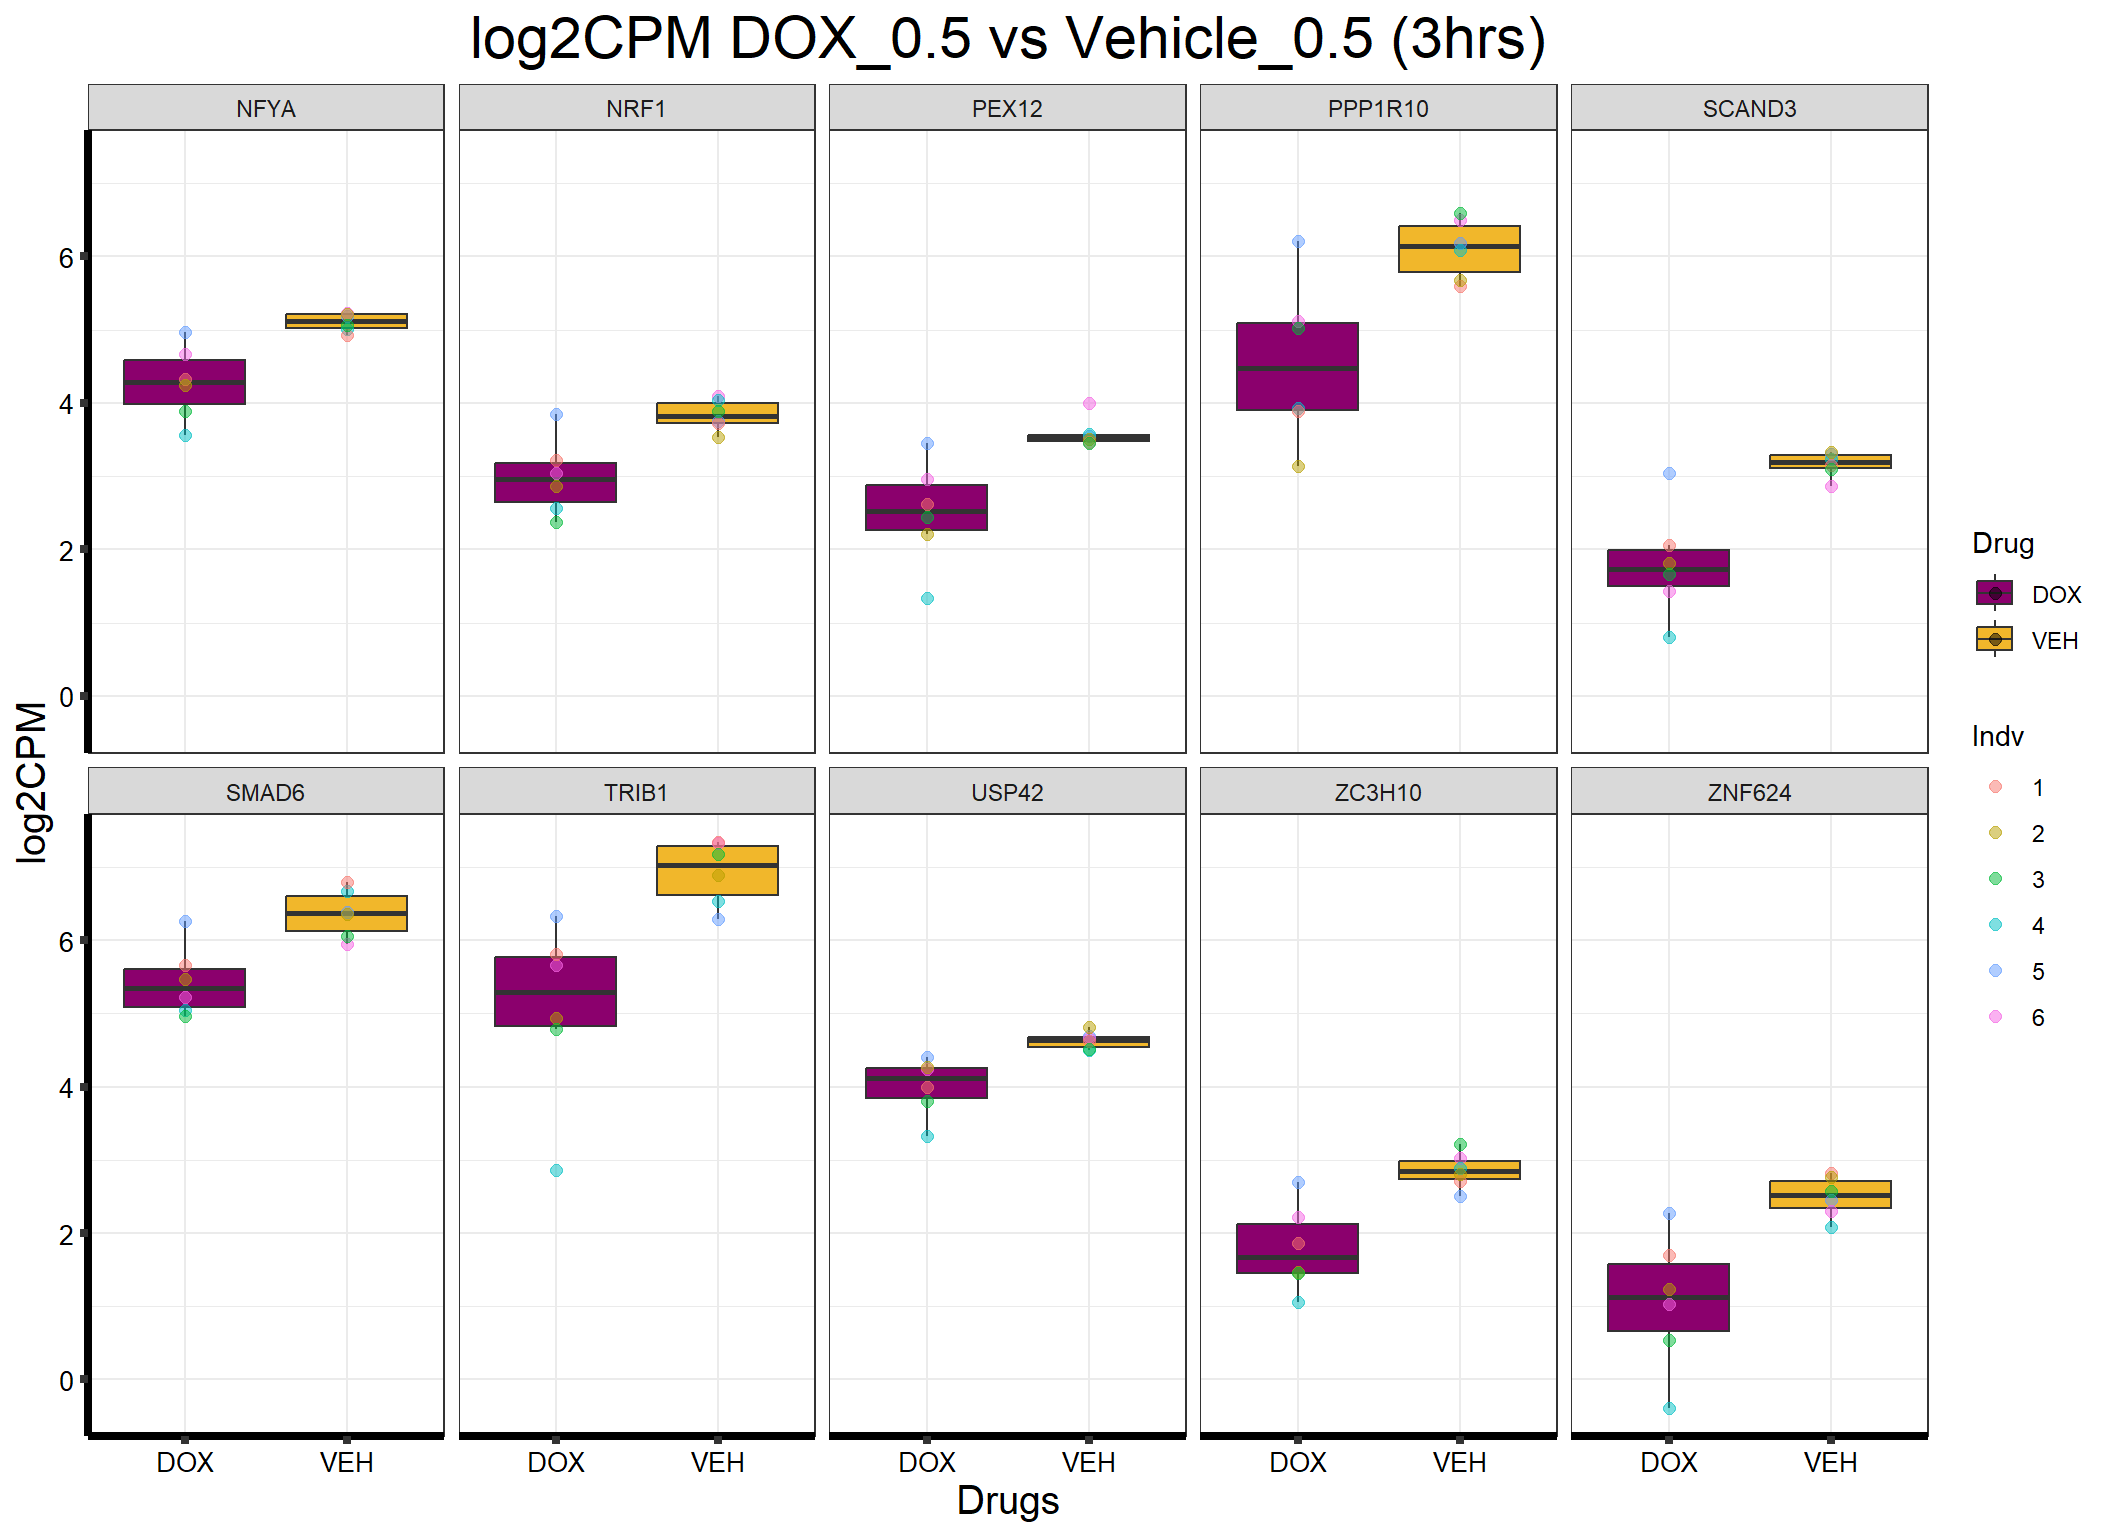 log2CPM DOX_0.5 vs Vehicle_0.5 (3hrs)
NFYA NRF1 PEX12 PPP1R10 SCAND3
6
4
2
0
SMAD6 TRIB1 USP42 ZC3H10 ZNF624
6
4
2
0
log2CPM
DOX VEH DOX VEH DOX VEH DOX VEH DOX VEH
Drugs
Drug
DOX
VEH
Indv
1
2
3
4
5
6